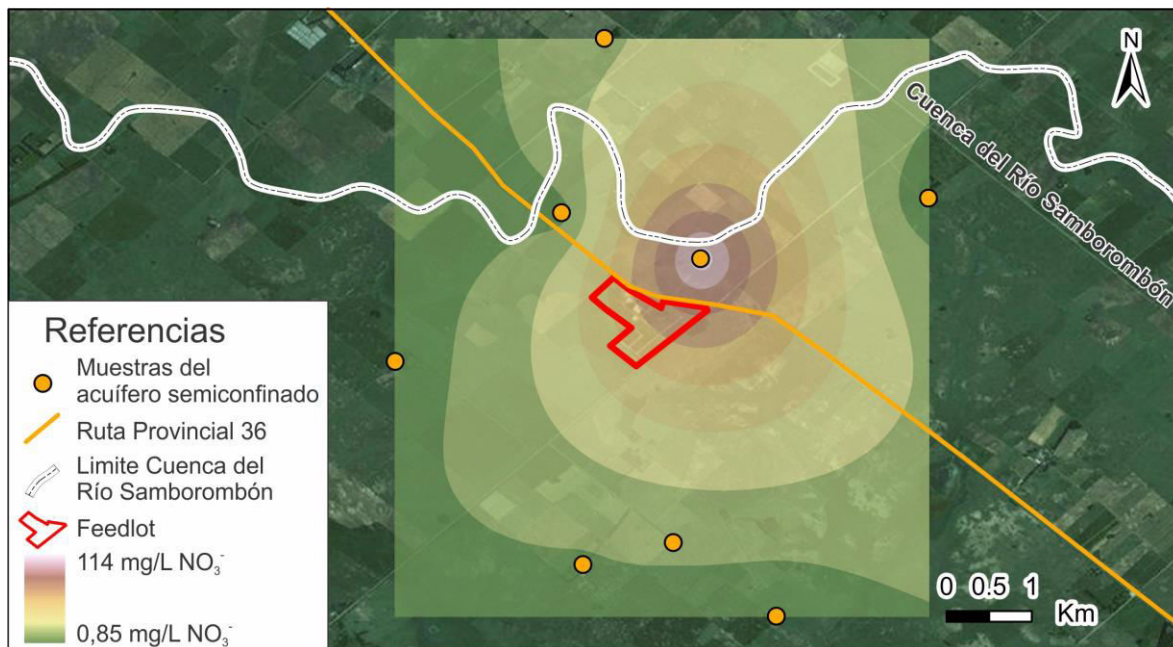 N
Cuenca del Río Samborombón
Referencias
Muestras del
acuífero semiconfinado
Ruta Provincial 36
Limite Cuenca del
Río Samborombón
Feedlot
114 mg/L NO₃⁻
0,85 mg/L NO₃⁻
0 0.5 1
Km